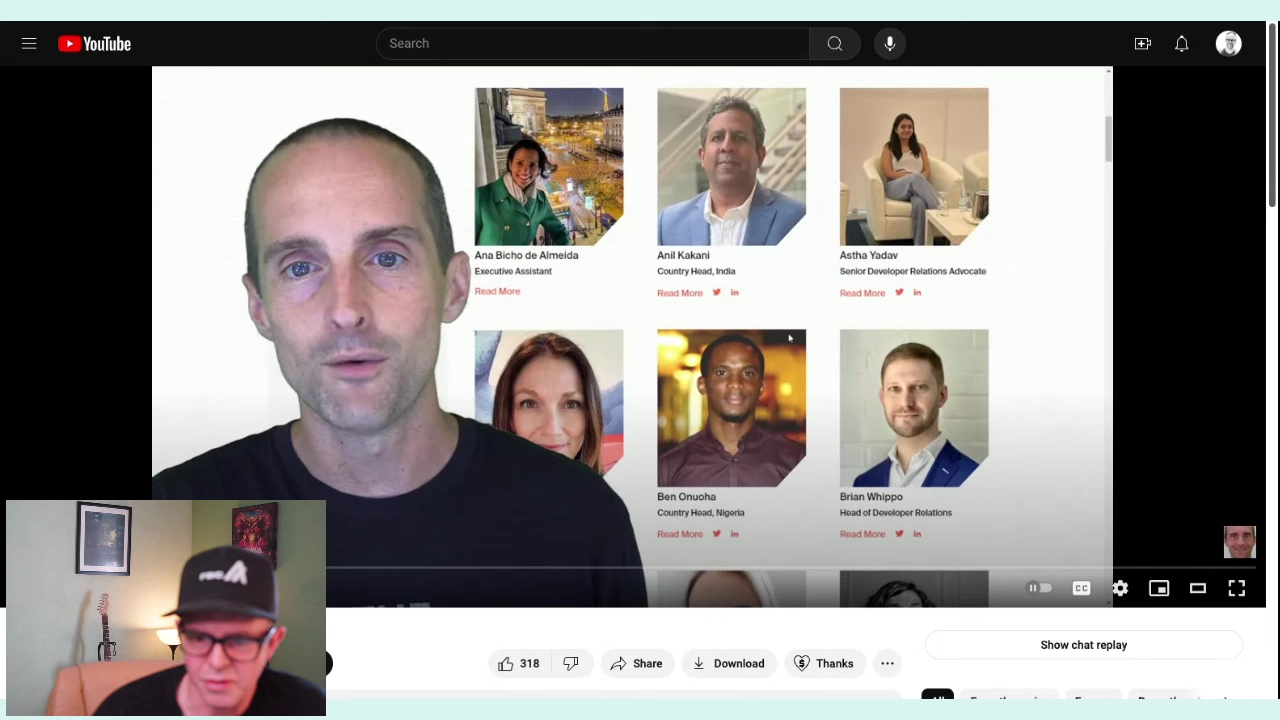 YouTube
Search
Ana Bicho de Almeida
Executive Assistant
Read More
Anil Kakani
Country Head, India
Read More
Astha Yadav
Senior Developer Relations Advocate
Read More
Ben Onuoha
Country Head, Nigeria
Read More
Brian Whippo
Head of Developer Relations
Read More
CC
318
Share
Download
Thanks
Show chat replay
All